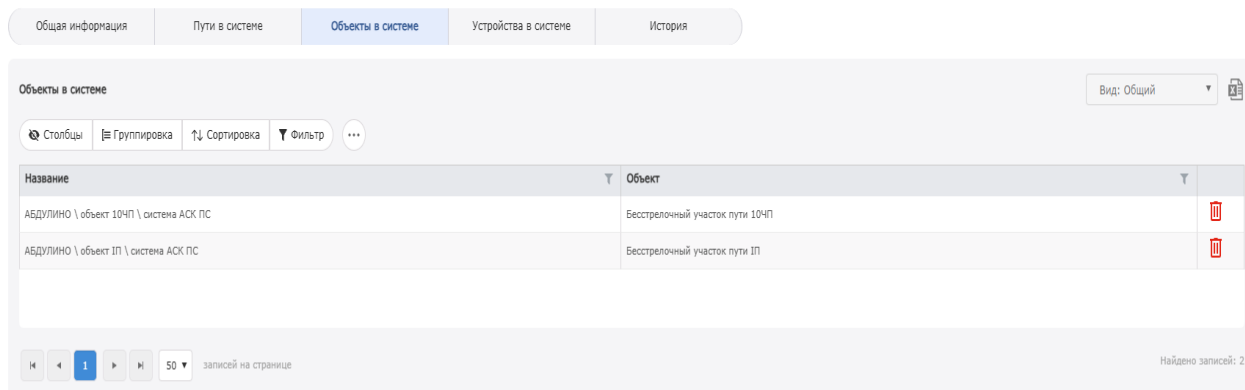 Общая информация Пути в системе Объекты в системе Устройства в системе История
Объекты в системе Вид: Общий
Столбцы Группировка Сортировка Фильтр ...
Название Объект
АБДУЛИНО \ объект 10ЧП \ система АСК ПС Бесстрелочный участок пути 10ЧП
АБДУЛИНО \ объект IП \ система АСК ПС Бесстрелочный участок пути IП
1 50 записей на странице Найдено записей: 2